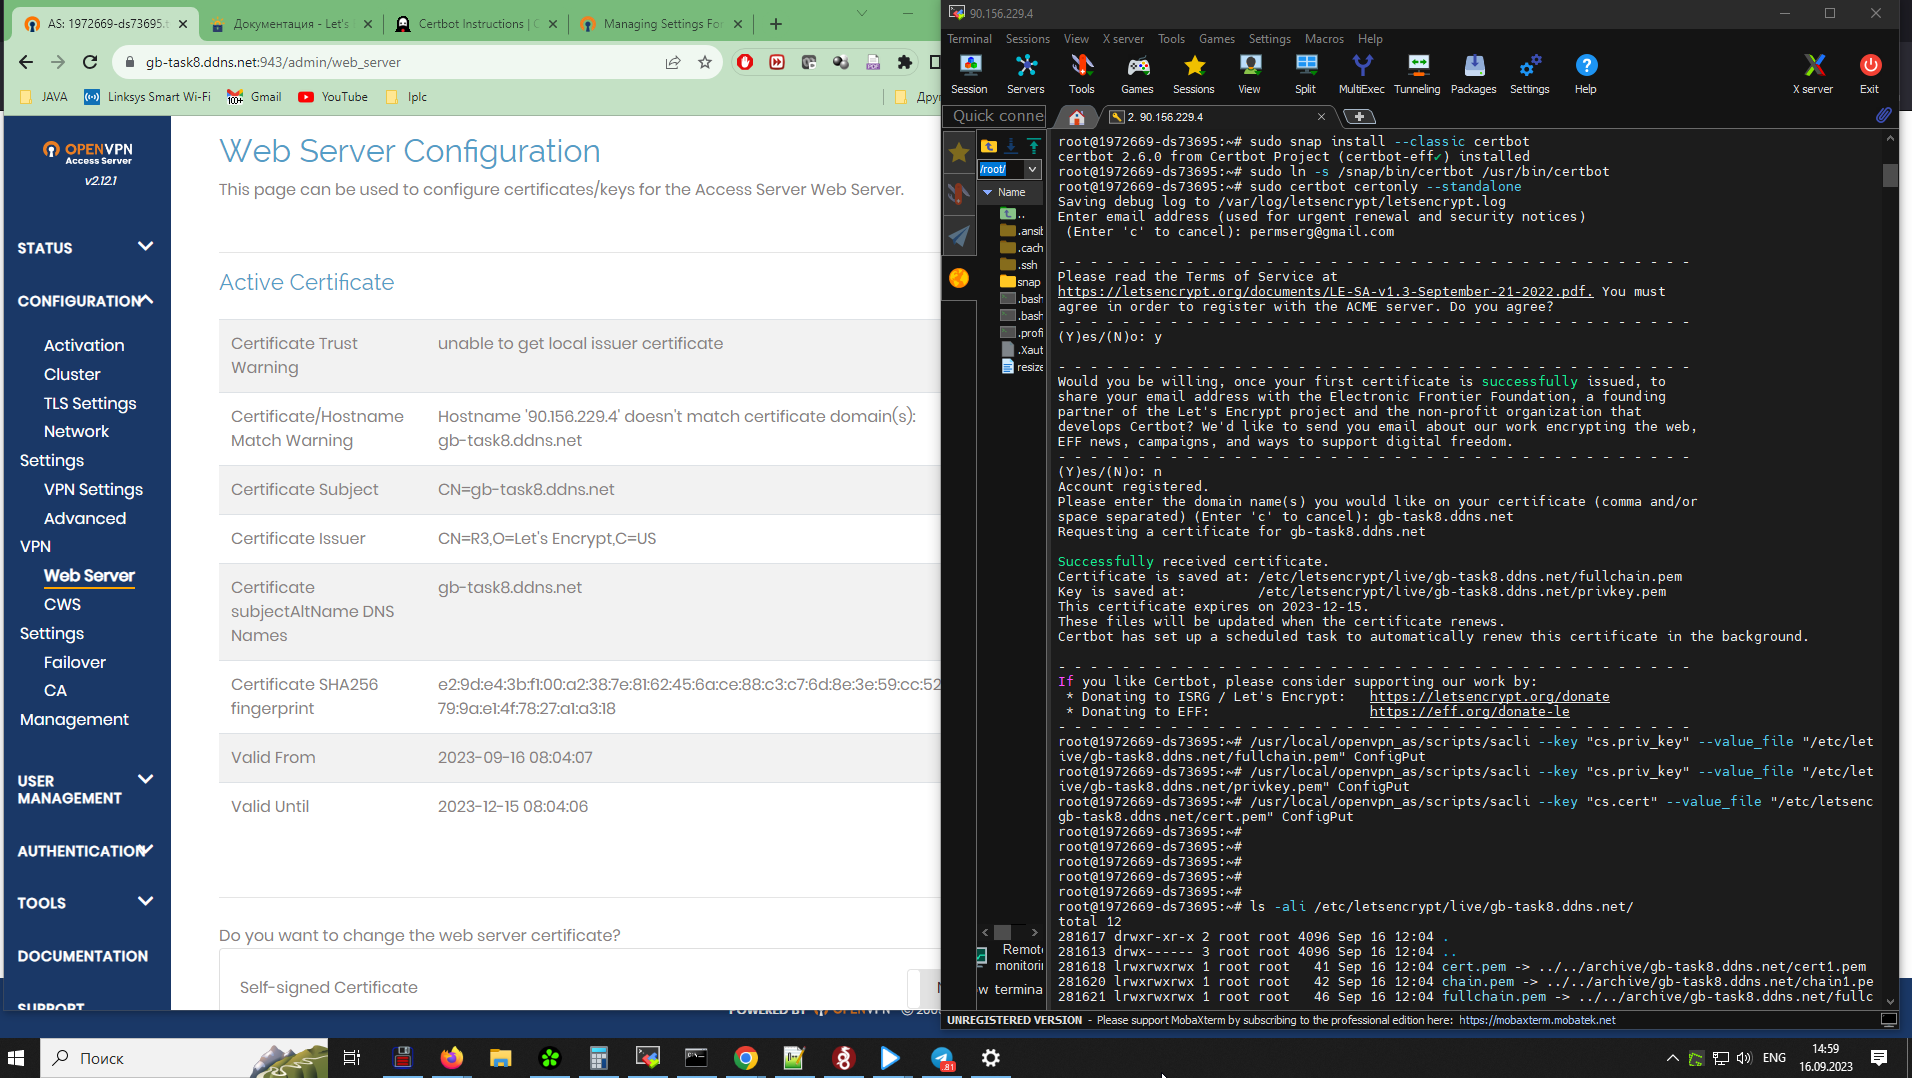 AS: 1972669-ds73695.
Документация - Let's
Certbot Instructions | C
Managing Settings For
gb-task8.ddns.net:943/admin/web_server
JAVA
Linksys Smart Wi-Fi
Gmail
YouTube
Iplc
OPENVPN
Access Server
v2.12.1
STATUS
CONFIGURATION
Activation
Cluster
TLS Settings
Network
Settings
VPN Settings
Advanced
VPN
Web Server
CWS
Settings
Failover
CA
Management
USER
MANAGEMENT
AUTHENTICATION
TOOLS
DOCUMENTATION
SUPPORT
Web Server Configuration
This page can be used to configure certificates/keys for the Access Server Web Server.
Active Certificate
Certificate Trust Warning
unable to get local issuer certificate
Certificate/Hostname Match Warning
Hostname '90.156.229.4' doesn't match certificate domain(s):
gb-task8.ddns.net
Certificate Subject
CN=gb-task8.ddns.net
Certificate Issuer
CN=R3,O=Let's Encrypt,C=US
Certificate subjectAltName DNS Names
gb-task8.ddns.net
Certificate SHA256 fingerprint
e2:9d:e4:3b:f1:00:a2:38:7e:81:62:45:6a:ce:88:c3:c7:6d:8e:3e:59:cc:52
79:9a:e1:4f:78:27:a1:a3:18
Valid From
2023-09-16 08:04:07
Valid Until
2023-12-15 08:04:06
Do you want to change the web server certificate?
Self-signed Certificate
POWERED BY OPENVPN
90.156.229.4
Terminal Sessions View X server Tools Games Settings Macros Help
Session Servers Tools Games Sessions View Split MultiExec Tunneling Packages Settings Help X server Exit
Quick conne
2. 90.156.229.4
/root/
Name
..
.ansib
.cach
.ssh
snap
.bash
.bash
.profi
.Xaut
resize
Remote
monitorin
w termina
root@1972669-ds73695:~# sudo snap install --classic certbot
certbot 2.6.0 from Certbot Project (certbot-eff✓) installed
root@1972669-ds73695:~# sudo ln -s /snap/bin/certbot /usr/bin/certbot
root@1972669-ds73695:~# sudo certbot certonly --standalone
Saving debug log to /var/log/letsencrypt/letsencrypt.log
Enter email address (used for urgent renewal and security notices)
(Enter 'c' to cancel): permserg@gmail.com
- - - - - - - - - - - - - - - - - - - - - - - - - - - - - - - - - - - - - - - -
Please read the Terms of Service at
https://letsencrypt.org/documents/LE-SA-v1.3-September-21-2022.pdf. You must
agree in order to register with the ACME server. Do you agree?
- - - - - - - - - - - - - - - - - - - - - - - - - - - - - - - - - - - - - - - -
(Y)es/(N)o: y
- - - - - - - - - - - - - - - - - - - - - - - - - - - - - - - - - - - - - - - -
Would you be willing, once your first certificate is successfully issued, to
share your email address with the Electronic Frontier Foundation, a founding
partner of the Let's Encrypt project and the non-profit organization that
develops Certbot? We'd like to send you email about our work encrypting the web,
EFF news, campaigns, and ways to support digital freedom.
- - - - - - - - - - - - - - - - - - - - - - - - - - - - - - - - - - - - - - - -
(Y)es/(N)o: n
Account registered.
Please enter the domain name(s) you would like on your certificate (comma and/or
space separated) (Enter 'c' to cancel): gb-task8.ddns.net
Requesting a certificate for gb-task8.ddns.net
Successfully received certificate.
Certificate is saved at: /etc/letsencrypt/live/gb-task8.ddns.net/fullchain.pem
Key is saved at: /etc/letsencrypt/live/gb-task8.ddns.net/privkey.pem
This certificate expires on 2023-12-15.
These files will be updated when the certificate renews.
Certbot has set up a scheduled task to automatically renew this certificate in the background.
- - - - - - - - - - - - - - - - - - - - - - - - - - - - - - - - - - - - - - - -
If you like Certbot, please consider supporting our work by:
* Donating to ISRG / Let's Encrypt: https://letsencrypt.org/donate
* Donating to EFF: https://eff.org/donate-le
- - - - - - - - - - - - - - - - - - - - - - - - - - - - - - - - - - - - - - - -
root@1972669-ds73695:~# /usr/local/openvpn_as/scripts/sacli --key "cs.priv_key" --value_file "/etc/let
ive/gb-task8.ddns.net/fullchain.pem" ConfigPut
root@1972669-ds73695:~# /usr/local/openvpn_as/scripts/sacli --key "cs.priv_key" --value_file "/etc/let
ive/gb-task8.ddns.net/privkey.pem" ConfigPut
root@1972669-ds73695:~# /usr/local/openvpn_as/scripts/sacli --key "cs.cert" --value_file "/etc/letsenc
gb-task8.ddns.net/cert.pem" ConfigPut
root@1972669-ds73695:~#
root@1972669-ds73695:~#
root@1972669-ds73695:~#
root@1972669-ds73695:~#
root@1972669-ds73695:~#
root@1972669-ds73695:~# ls -ali /etc/letsencrypt/live/gb-task8.ddns.net/
total 12
281617 drwxr-xr-x 2 root root 4096 Sep 16 12:04 .
281613 drwx------ 3 root root 4096 Sep 16 12:04 ..
281618 lrwxrwxrwx 1 root root 41 Sep 16 12:04 cert.pem -> ../../archive/gb-task8.ddns.net/cert1.pem
281620 lrwxrwxrwx 1 root root 42 Sep 16 12:04 chain.pem -> ../../archive/gb-task8.ddns.net/chain1.pe
281621 lrwxrwxrwx 1 root root 46 Sep 16 12:04 fullchain.pem -> ../../archive/gb-task8.ddns.net/fullc
UNREGISTERED VERSION - Please support MobaXterm by subscribing to the professional edition here: https://mobaxterm.mobatek.net
Поиск
81
ENG
14:59
16.09.2023